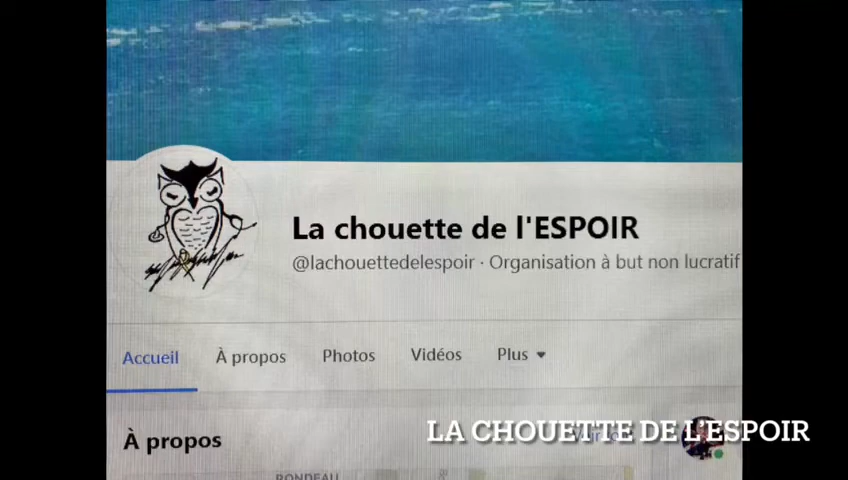 La chouette de l'ESPOIR
@lachouettedelespoir · Organisation à but non lucratif
Accueil À propos Photos Vidéos Plus
À propos
LA CHOUETTE DE L'ESPOIR
RONDEAU